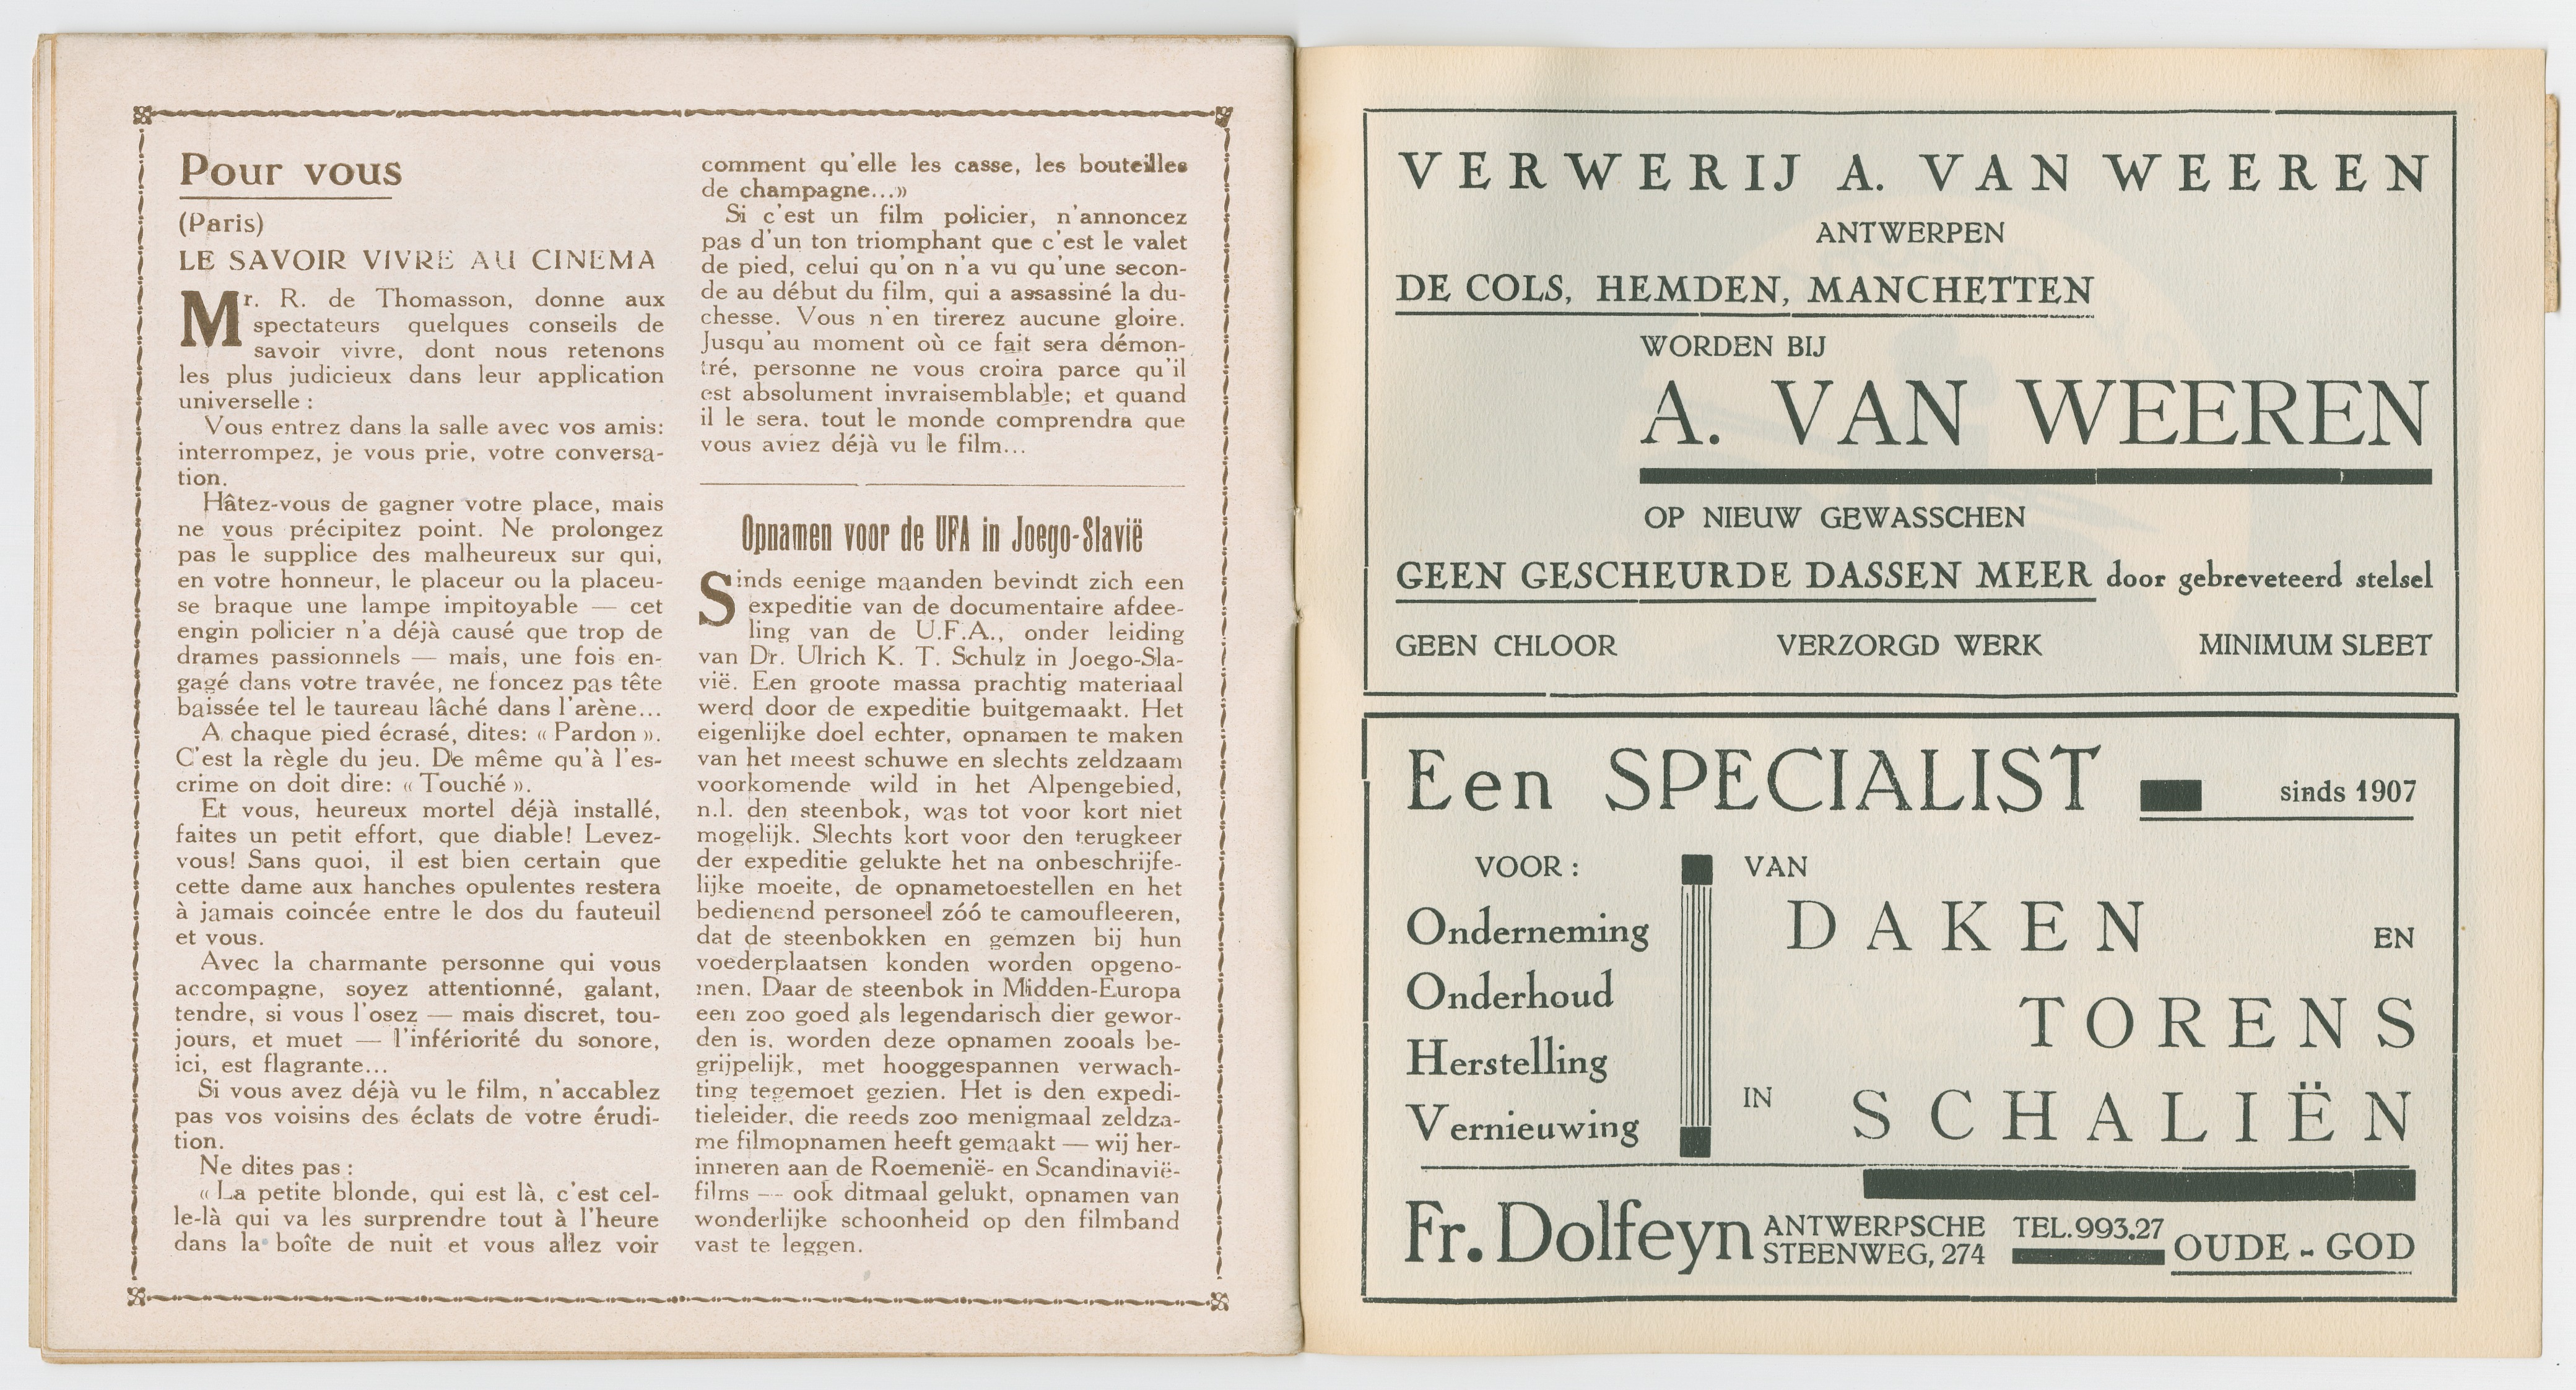 Pour vous
(Paris)
LE SAVOIR VIVRE AU CINEMA
Mr. R. de Thomasson, donne aux
spectateurs quelques conseils de
savoir vivre, dont nous retenons
les plus judicieux dans leur application
universelle :
Vous entrez dans la salle avec vos amis:
interrompez, je vous prie, votre conversa-
tion.
Hâtez-vous de gagner votre place, mais
ne vous précipitez point. Ne prolongez
pas le supplice des malheureux sur qui,
en votre honneur, le placeur ou la placeu-
se braque une lampe impitoyable — cet
engin policier n'a déjà causé que trop de
drames passionnels — mais, une fois en-
gagé dans votre travée, ne foncez pas tête
baissée tel le taureau lâché dans l'arène...
A chaque pied écrasé, dites: « Pardon ».
C'est la règle du jeu. De même qu'à l'es-
crime on doit dire: « Touché ».
Et vous, heureux mortel déjà installé,
faites un petit effort, que diable! Levez-
vous! Sans quoi, il est bien certain que
cette dame aux hanches opulentes restera
à jamais coincée entre le dos du fauteuil
et vous.
Avec la charmante personne qui vous
accompagne, soyez attentionné, galant,
tendre, si vous l'osez — mais discret, tou-
jours, et muet — l'infériorité du sonore,
ici, est flagrante...
Si vous avez déjà vu le film, n'accablez
pas vos voisins des éclats de votre érudi-
tion.
Ne dites pas :
« La petite blonde, qui est là, c'est cel-
le-là qui va les surprendre tout à l'heure
dans la boîte de nuit et vous allez voir
comment qu'elle les casse, les bouteilles
de champagne...»
Si c'est un film policier, n'annoncez
pas d'un ton triomphant que c'est le valet
de pied, celui qu'on n'a vu qu'une secon-
de au début du film, qui a assassiné la du-
chesse. Vous n'en tirerez aucune gloire.
Jusqu'au moment où ce fait sera démon-
tré, personne ne vous croira parce qu'il
est absolument invraisemblable; et quand
il le sera, tout le monde comprendra que
vous aviez déjà vu le film...
Opnamen voor de UFA in Joego-Slavië
Sinds eenige maanden bevindt zich een
expeditie van de documentaire afdee-
ling van de U.F.A., onder leiding
van Dr. Ulrich K. T. Schulz in Joego-Sla-
vië. Een groote massa prachtig materiaal
werd door de expeditie buitgemaakt. Het
eigenlijke doel echter, opnamen te maken
van het meest schuwe en slechts zeldzaam
voorkomende wild in het Alpengebied,
n.l. den steenbok, was tot voor kort niet
mogelijk. Slechts kort voor den terugkeer
der expeditie gelukte het na onbeschrijfe-
lijke moeite, de opnametoestellen en het
bedienend personeel zóó te camoufleeren,
dat de steenbokken en gemzen bij hun
voederplaatsen konden worden opgeno-
men. Daar de steenbok in Midden-Europa
een zoo goed als legendarisch dier gewor-
den is, worden deze opnamen zooals be-
grijpelijk, met hooggespannen verwach-
ting tegemoet gezien. Het is den expedi-
tieleider, die reeds zoo menigmaal zeldza-
me filmopnamen heeft gemaakt — wij her-
inneren aan de Roemenië- en Scandinavië-
films — ook ditmaal gelukt, opnamen van
wonderlijke schoonheid op den filmband
vast te leggen.
VERWERIJ A. VAN WEEREN
ANTWERPEN
DE COLS, HEMDEN, MANCHETTEN
WORDEN BIJ
A. VAN WEEREN
OP NIEUW GEWASSCHEN
GEEN GESCHEURDE DASSEN MEER door gebreveteerd stelsel
GEEN CHLOOR VERZORGD WERK MINIMUM SLEET
Een SPECIALIST sinds 1907
VOOR :
Onderneming
Onderhoud
Herstelling
Vernieuwing
VAN
DAKEN EN
TORENS
IN SCHALIËN
Fr. Dolfeyn ANTWERPSCHE
STEENWEG, 274
TEL. 993.27
OUDE - GOD